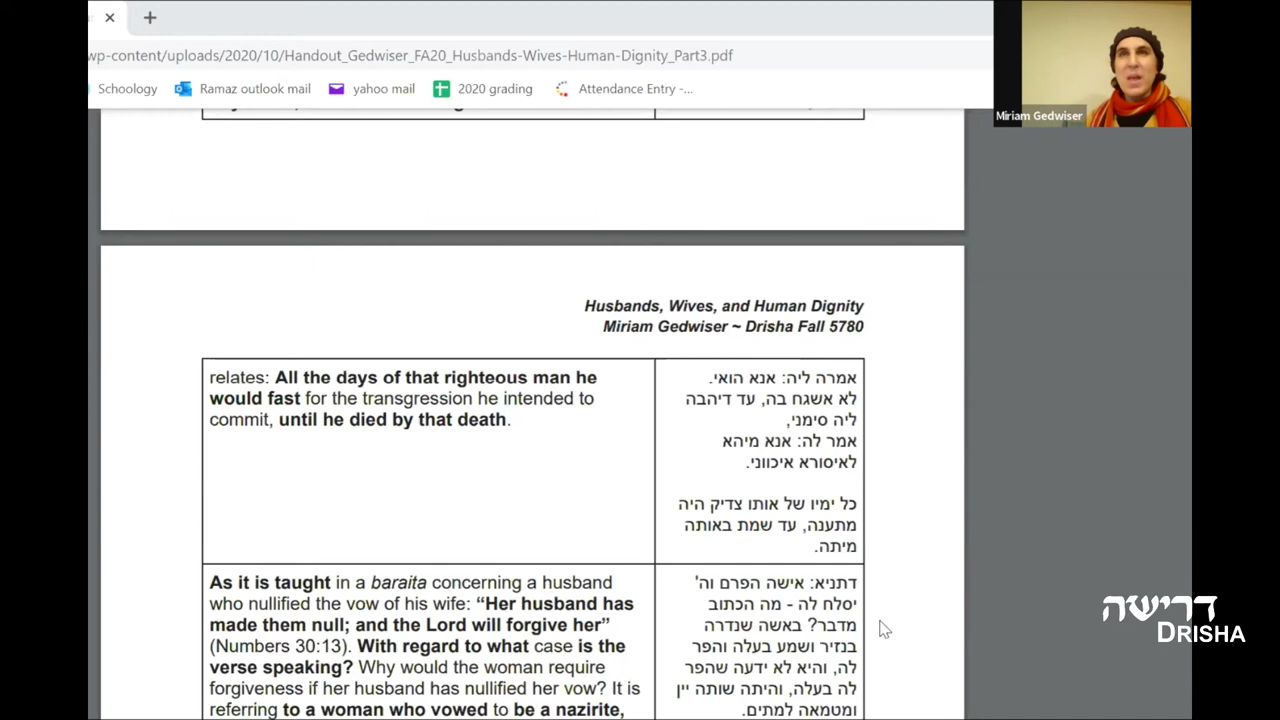 wp-content/uploads/2020/10/Handout_Gedwiser_FA20_Husbands-Wives-Human-Dignity_Part3.pdf
Schoology Ramaz outlook mail yahoo mail 2020 grading Attendance Entry -...
Miriam Gedwiser
Husbands, Wives, and Human Dignity
Miriam Gedwiser ~ Drisha Fall 5780
relates: All the days of that righteous man he
would fast for the transgression he intended to
commit, until he died by that death.
אמרה ליה: אנא הואי.
לא אשגח בה, עד דיהבה
ליה סימני,
אמר לה: אנא מיהא
לאיסורא איכווני.
כל ימיו של אותו צדיק היה
מתענה, עד שמת באותה
מיתה.
As it is taught in a baraita concerning a husband
who nullified the vow of his wife: “Her husband has
made them null; and the Lord will forgive her”
(Numbers 30:13). With regard to what case is the
verse speaking? Why would the woman require
forgiveness if her husband has nullified her vow? It is
referring to a woman who vowed to be a nazirite,
דתניא: אישה הפרם וה'
יסלח לה - מה הכתוב
מדבר? באשה שנדרה
בנזיר ושמע בעלה והפר
לה, והיא לא ידעה שהפר
לה בעלה, והיתה שותה יין
ומטמאה למתים.
דרישה
DRISHA